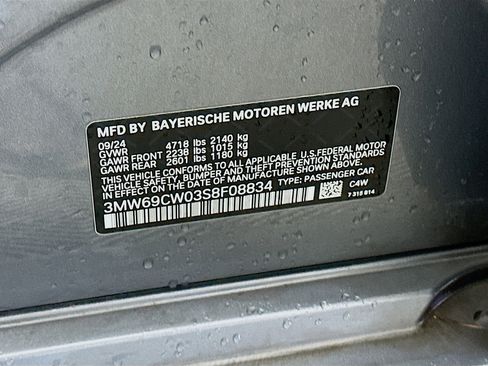 MFD BY BAYERISCHE MOTOREN WERKE AG
09/24
GVWR 4718 lbs 2140 kg
GAWR FRONT 2238 lbs 1015 kg
GAWR REAR 2601 lbs 1180 kg
THIS VEHICLE CONFORMS TO ALL APPLICABLE U.S.FEDERAL MOTOR
VEHICLE SAFETY, BUMPER AND THEFT PREVENTION STANDARDS
IN EFFECT ON THE DATE OF MANUFACTURE SHOWN ABOVE.
3MW69CW03S8F08834 TYPE: PASSENGER CAR
C4W
7 315 814